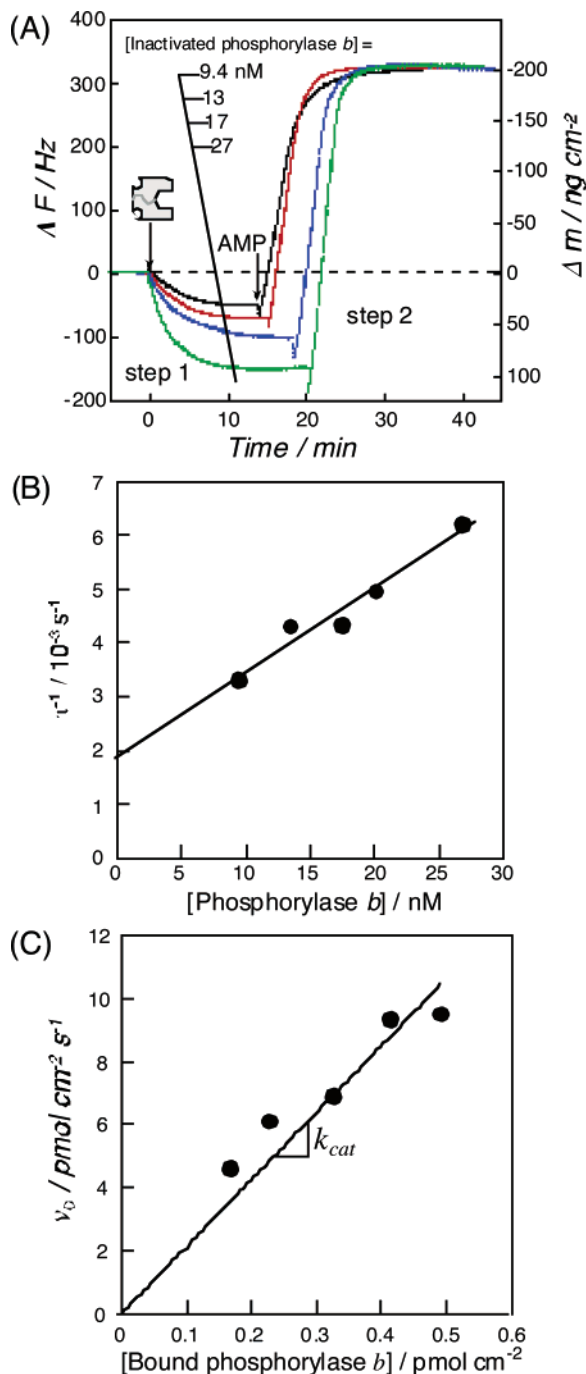 (A)
[Inactivated phosphorylase b] =
9.4 nM
13
17
27
AMP
step 1
step 2
400
300
200
100
0
-100
-200
Λ F / Hz
-200
-150
-100
-50
0
50
100
Δ m / ng cm-2
0 10 20 30 40
Time / min
(B)
7
6
5
4
3
2
1
0
τ-1 / 10-3 s-1
0 5 10 15 20 25 30
[Phosphorylase b] / nM
(C)
12
10
8
6
4
2
0
ν0 / pmol cm-2 s-1
kcat
0 0.1 0.2 0.3 0.4 0.5 0.6
[Bound phosphorylase b] / pmol cm-2